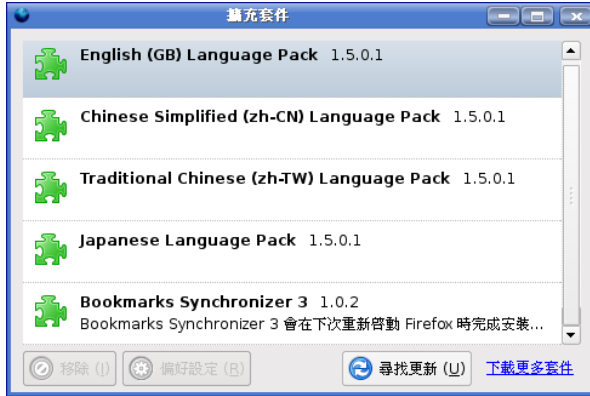 擴充套件
English (GB) Language Pack 1.5.0.1
Chinese Simplified (zh-CN) Language Pack 1.5.0.1
Traditional Chinese (zh-TW) Language Pack 1.5.0.1
Japanese Language Pack 1.5.0.1
Bookmarks Synchronizer 3 1.0.2
Bookmarks Synchronizer 3 會在下次重新啓動 Firefox 時完成安裝...
移除 (I) 偏好設定 (R) 尋找更新 (U) 下載更多套件